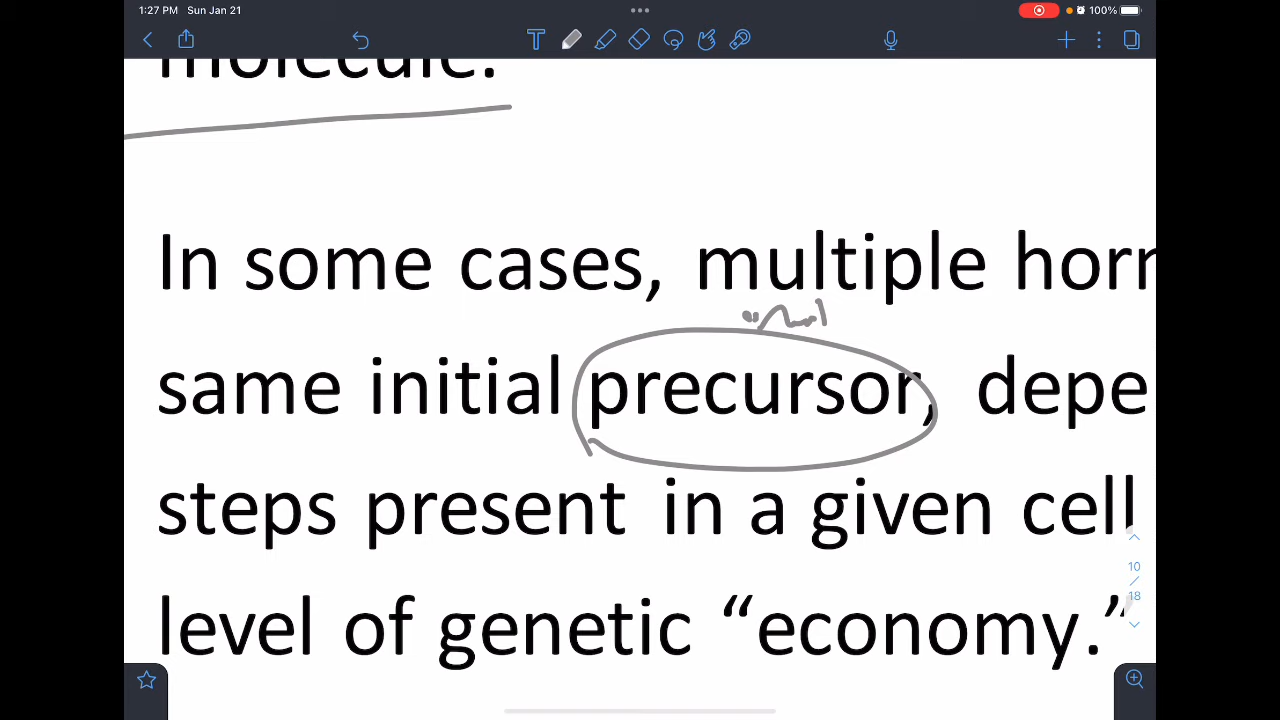 1:27 PM Sun Jan 21
100%
molecule.
In some cases, multiple horm
same initial precursor, depe
steps present in a given cell
level of genetic “economy.”
10
/
18